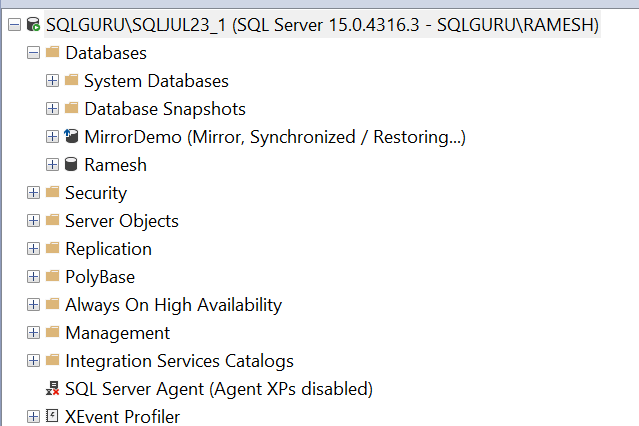 SQLGURU\SQLJUL23_1 (SQL Server 15.0.4316.3 - SQLGURU\RAMESH)
Databases
System Databases
Database Snapshots
MirrorDemo (Mirror, Synchronized / Restoring...)
Ramesh
Security
Server Objects
Replication
PolyBase
Always On High Availability
Management
Integration Services Catalogs
SQL Server Agent (Agent XPs disabled)
XEvent Profiler